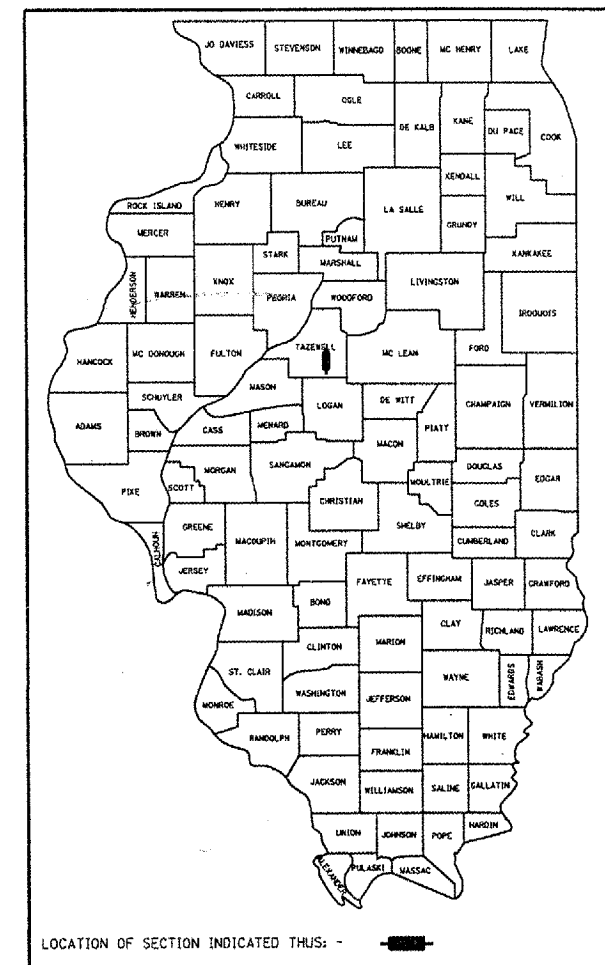 JO DAVIESS STEVENSON WINNEBAGO BOONE MC HENRY LAKE
CARROLL OGLE DE KALB KANE DU PAGE COOK
WHITESIDE LEE
KENDALL
ROCK ISLAND HENRY BUREAU LA SALLE WILL
MERCER PUTNAM GRUNDY
STARK MARSHALL KANKAKEE
HENDERSON WARREN KNOX PEORIA WOODFORD LIVINGSTON IROQUOIS
HANCOCK MC DONOUGH FULTON TAZEWELL MC LEAN FORD
MASON
SCHUYLER LOGAN DE WITT CHAMPAIGN VERMILION
ADAMS BROWN CASS MENARD PIATT
MACON
MORGAN SANGAMON DOUGLAS
SCOTT MOULTRIE EDGAR
PIKE CHRISTIAN COLES
GREENE MACOUPIN MONTGOMERY SHELBY CLARK
CALHOUN CUMBERLAND
JERSEY FAYETTE EFFINGHAM JASPER CRAWFORD
MADISON BOND
CLAY RICHLAND LAWRENCE
CLINTON MARION
ST. CLAIR WAYNE EDWARDS WABASH
WASHINGTON JEFFERSON
MONROE
RANDOLPH PERRY HAMILTON WHITE
FRANKLIN
JACKSON WILLIAMSON SALINE GALLATIN
UNION JOHNSON POPE HARDIN
ALEXANDER PULASKI MASSAC
LOCATION OF SECTION INDICATED THUS: -